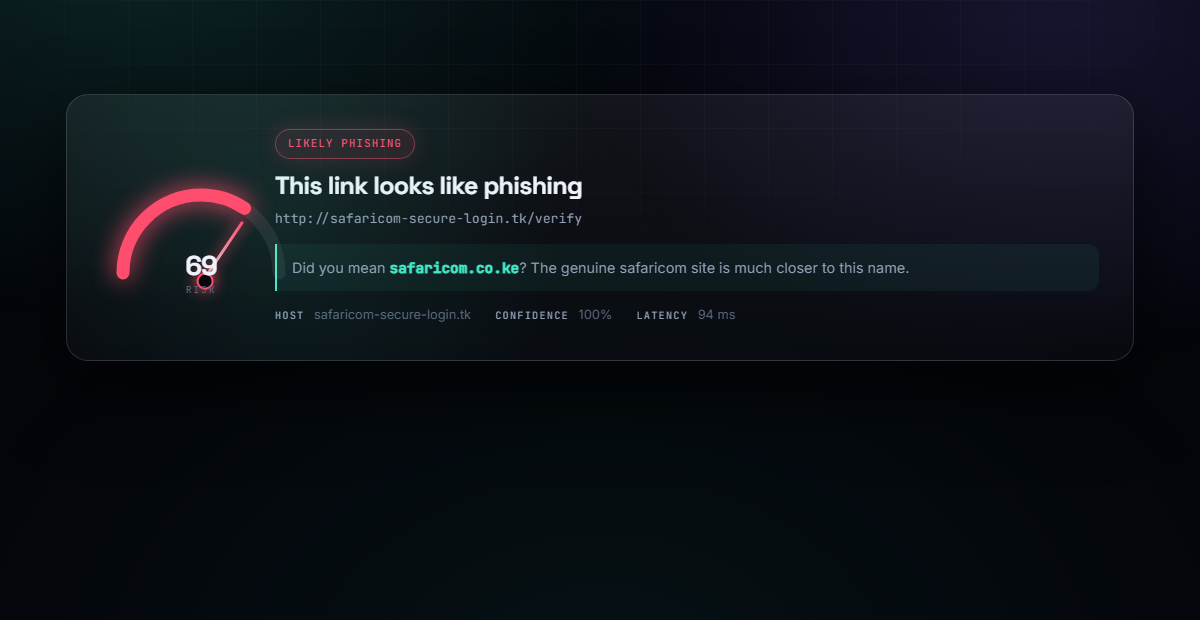 LIKELY PHISHING
This link looks like phishing
http://safaricom-secure-login.tk/verify
69
RISK
Did you mean safaricom.co.ke? The genuine safaricom site is much closer to this name.
HOST safaricom-secure-login.tk CONFIDENCE 100% LATENCY 94 ms